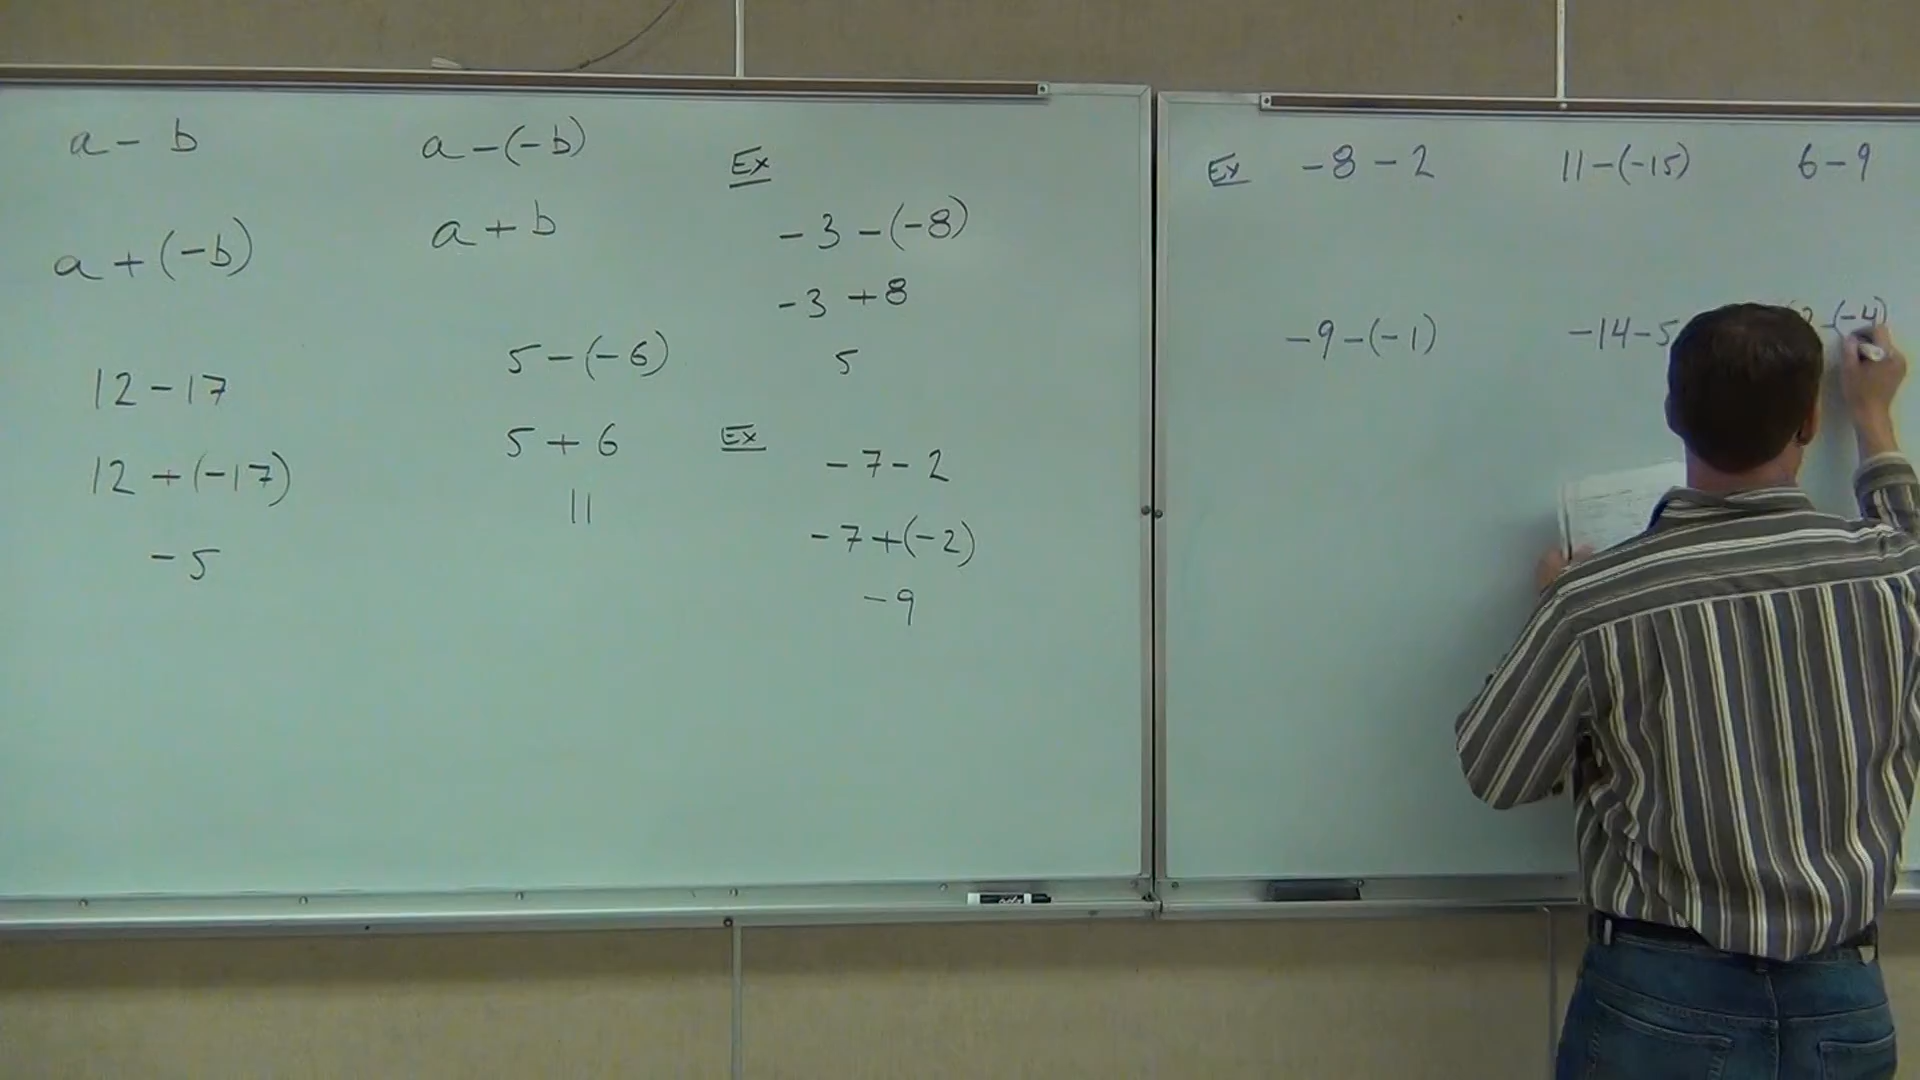 a - b
a + (-b)
12 - 17
12 + (-17)
-5
a - (-b)
a + b
5 - (-6)
5 + 6
11
Ex
-3 - (-8)
-3 + 8
5
Ex
-7 - 2
-7 + (-2)
-9
Ex -8 - 2 11 - (-15) 6 - 9
-9 - (-1) -14 - 5 - (-4)